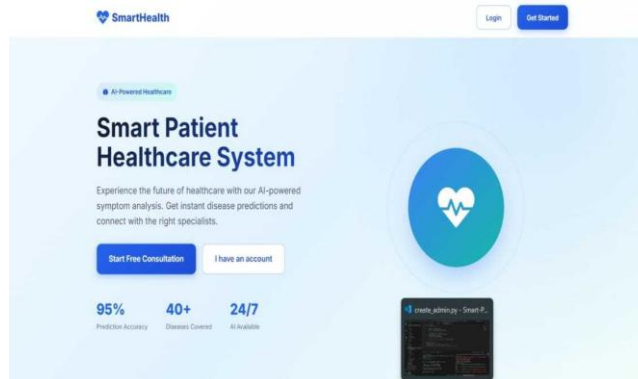 SmartHealth
Login
Get Started
AI-Powered Healthcare
Smart Patient
Healthcare System
Experience the future of healthcare with our AI-powered
symptom analysis. Get instant disease predictions and
connect with the right specialists.
Start Free Consultation
I have an account
95%
40+
24/7
Prediction Accuracy
Diseases Covered
AI Available
create_admin.py - Smart-P...